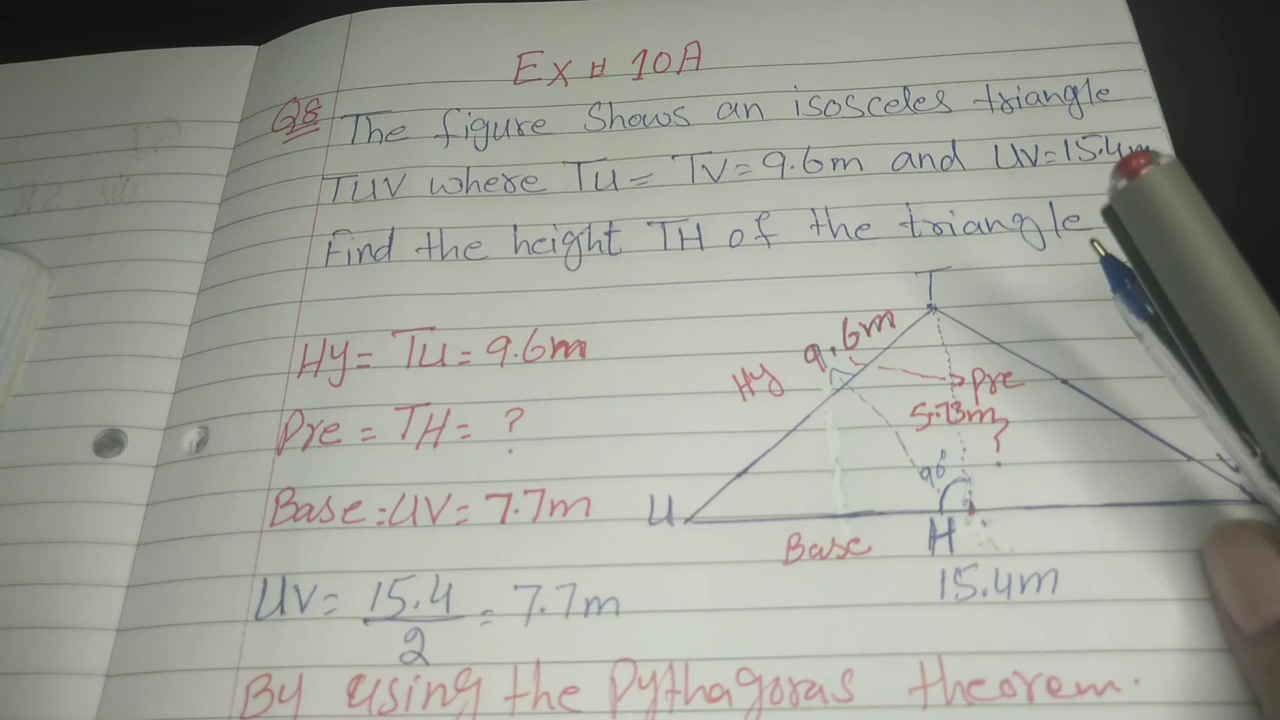 Ex # 10A
Q8 The figure Shows an isosceles triangle
TUV where TU = TV=9.6m and UV=15.4m
Find the height TH of the triangle
T
Hy= TU=9.6m
9.6m
Hy
Pre
5.73m
?
Pre = TH= ?
90°
Base=UV=7.7m
U
Base
H
15.4m
UV= 15.4/2 = 7.7m
By using the Pythagoras theorem.